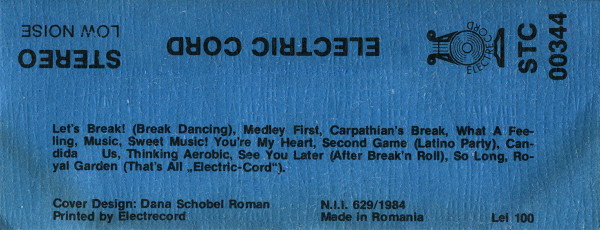 STEREO
LOW NOISE
ELECTRIC CORD
ELECTRECORD
STC
00344
Let's Break! (Break Dancing), Medley First, Carpathian's Break, What A Fee-
ling, Music, Sweet Music! You're My Heart, Second Game (Latino Party), Can-
dida Us, Thinking Aerobic, See You Later (After Break'n Roll), So Long, Ro-
yal Garden (That's All „Electric-Cord").
Cover Design: Dana Schobel Roman
Printed by Electrecord
N.I.I. 629/1984
Made in Romania
Lei 100